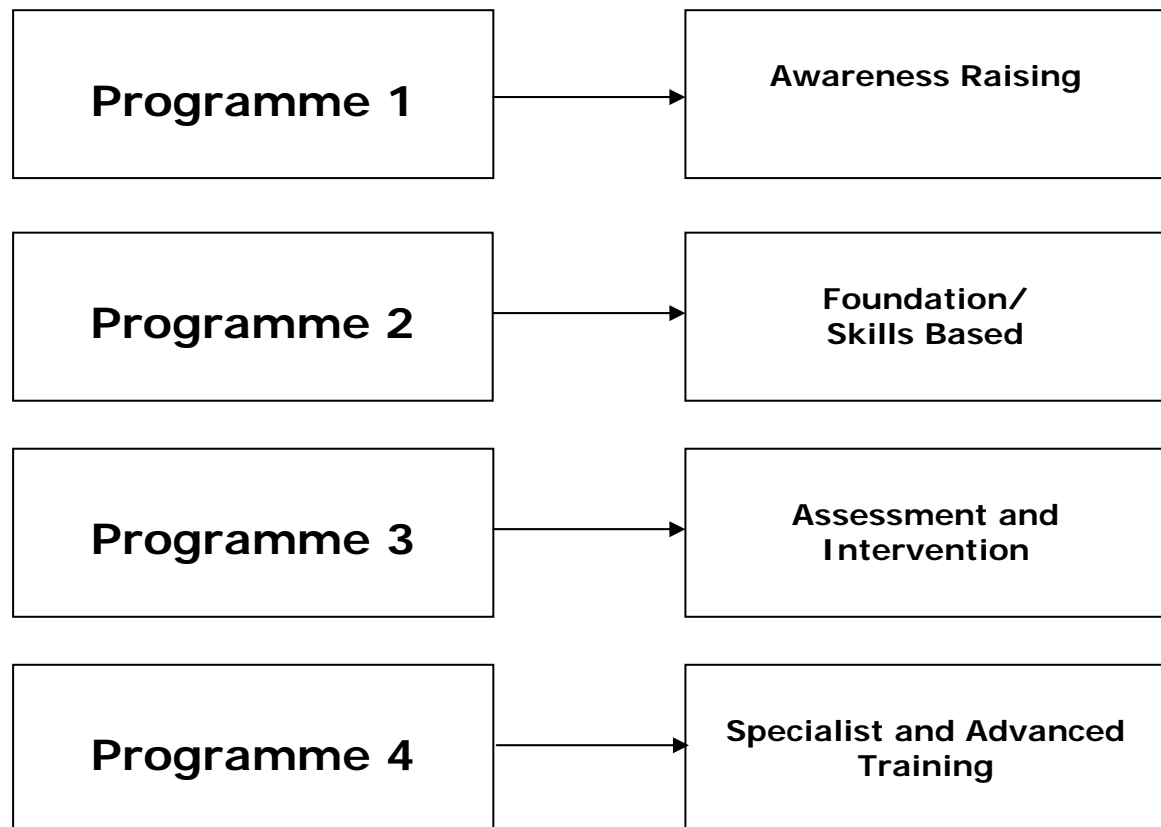 Programme 1
Awareness Raising
Programme 2
Foundation/
Skills Based
Programme 3
Assessment and
Intervention
Programme 4
Specialist and Advanced
Training